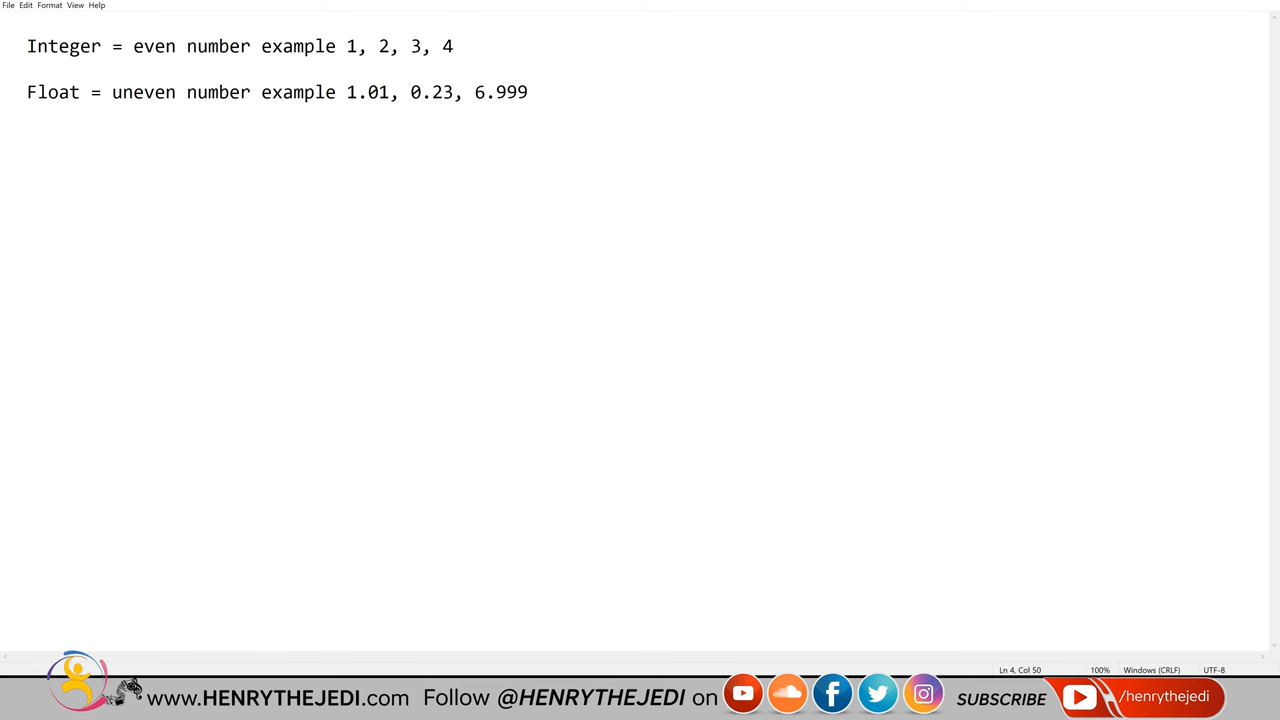 File Edit Format View Help
Integer = even number example 1, 2, 3, 4
Float = uneven number example 1.01, 0.23, 6.999
Ln 4, Col 50 100% Windows (CRLF) UTF-8
www.HENRYTHEJEDI.com Follow @HENRYTHEJEDI on SUBSCRIBE /henrythejedi